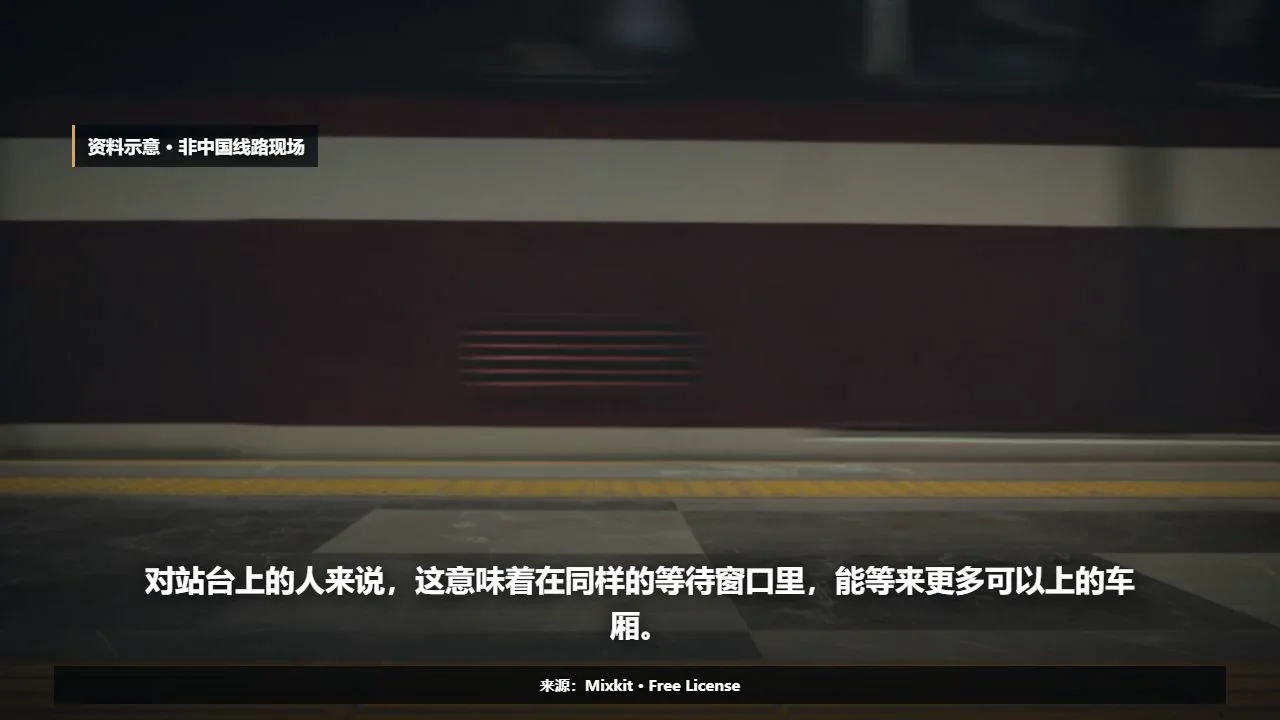 资料示意 • 非中国线路现场
对站台上的人来说，这意味着在同样的等待窗口里，能等来更多可以上的车
厢。
来源：Mixkit • Free License